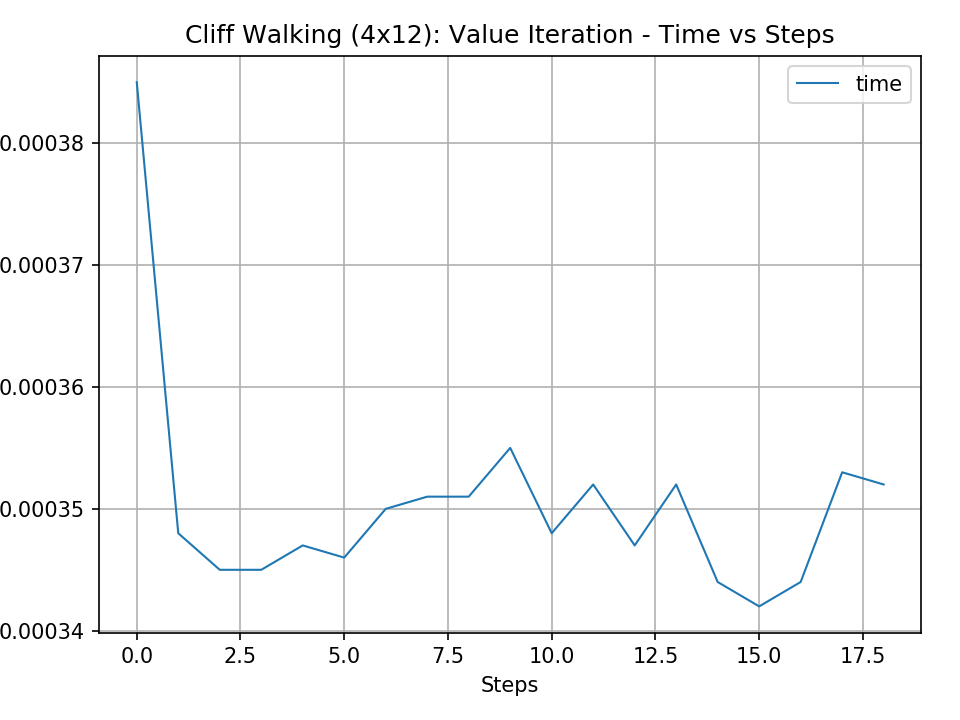 Cliff Walking (4x12): Value Iteration - Time vs Steps
time
0.00038
0.00037
0.00036
0.00035
0.00034
0.0 2.5 5.0 7.5 10.0 12.5 15.0 17.5
Steps